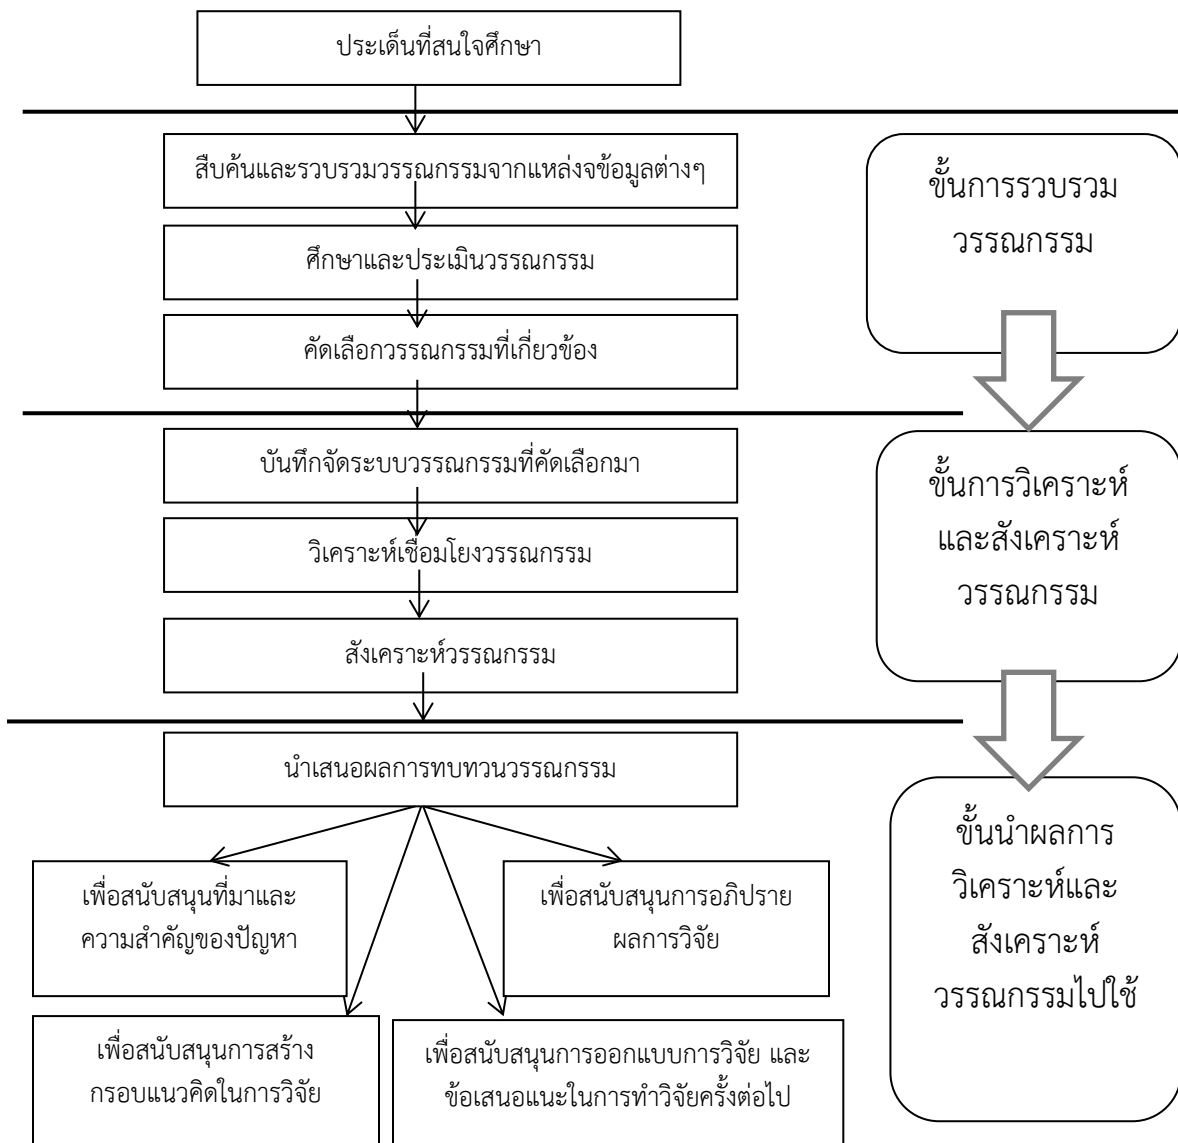 ประเด็นที่สนใจศึกษา
สืบค้นและรวบรวมวรรณกรรมจากแหล่งจข้อมูลต่างๆ
ศึกษาและประเมินวรรณกรรม
คัดเลือกวรรณกรรมที่เกี่ยวข้อง
ขั้นการรวบรวม
วรรณกรรม
บันทึกจัดระบบวรรณกรรมที่คัดเลือกมา
วิเคราะห์เชื่อมโยงวรรณกรรม
สังเคราะห์วรรณกรรม
ขั้นการวิเคราะห์
และสังเคราะห์
วรรณกรรม
นำเสนอผลการทบทวนวรรณกรรม
เพื่อสนับสนุนที่มาและ
ความสำคัญของปัญหา
เพื่อสนับสนุนการอภิปราย
ผลการวิจัย
เพื่อสนับสนุนการสร้าง
กรอบแนวคิดในการวิจัย
เพื่อสนับสนุนการออกแบบการวิจัย และ
ข้อเสนอแนะในการทำวิจัยครั้งต่อไป
ขั้นนำผลการ
วิเคราะห์และ
สังเคราะห์
วรรณกรรมไปใช้